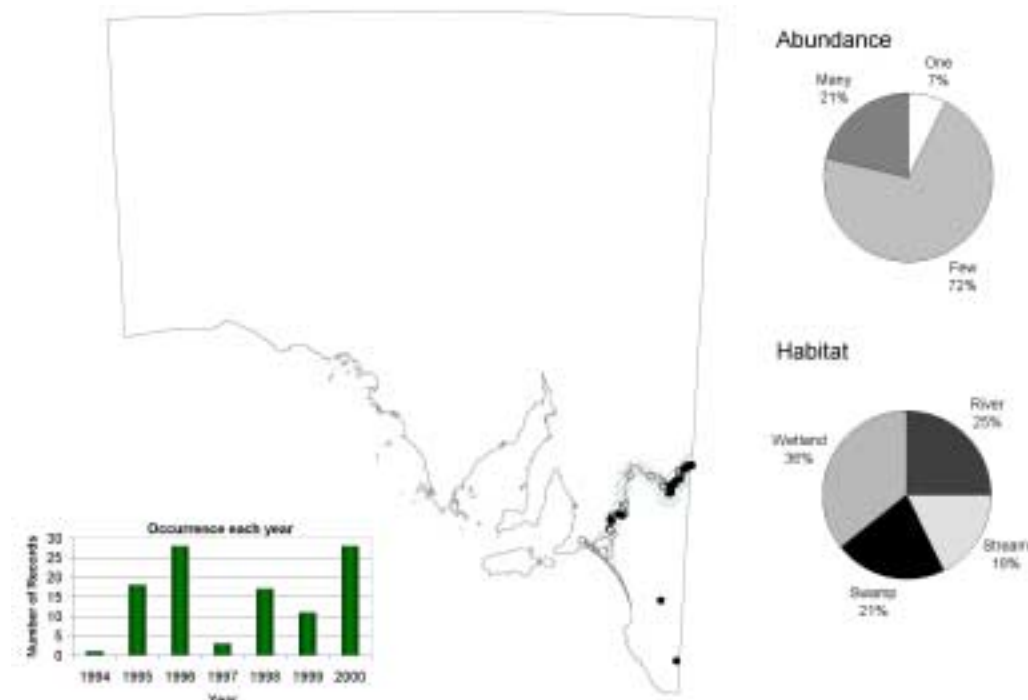 Abundance
One
7%
Many
21%
Few
72%
Habitat
River
25%
Wetland
36%
Stream
18%
Swamp
21%
Occurrence each year
Number of Records
30
25
20
15
10
5
0
1994 1995 1996 1997 1998 1999 2000
Year